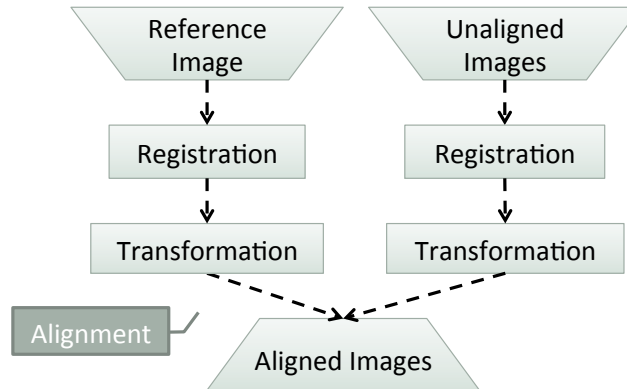 Reference
Image
Unaligned
Images
Registration
Registration
Transformation
Transformation
Alignment
Aligned Images